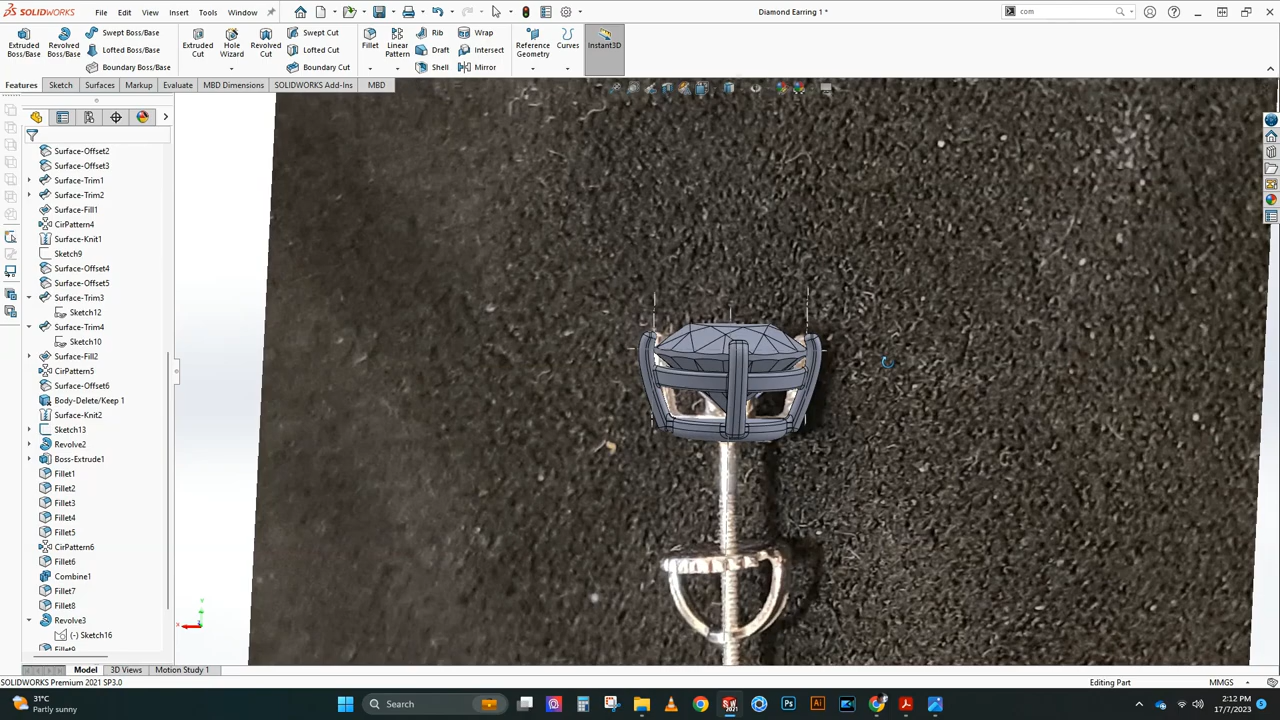 SOLIDWORKS File Edit View Insert Tools Window Diamond Earring 1 * com
Extruded Boss/Base
Revolved Boss/Base
Swept Boss/Base
Lofted Boss/Base
Boundary Boss/Base
Extruded Cut
Hole Wizard
Revolved Cut
Swept Cut
Lofted Cut
Boundary Cut
Fillet
Linear Pattern
Rib
Draft
Shell
Wrap
Intersect
Mirror
Reference Geometry
Curves
Instant3D
Features Sketch Surfaces Markup Evaluate MBD Dimensions SOLIDWORKS Add-Ins MBD
Surface-Offset2
Surface-Offset3
Surface-Trim1
Surface-Trim2
Surface-Fill1
CirPattern4
Surface-Knit1
Sketch9
Surface-Offset4
Surface-Offset5
Surface-Trim3
Sketch12
Surface-Trim4
Sketch10
Surface-Fill2
CirPattern5
Surface-Offset6
Body-Delete/Keep 1
Surface-Knit2
Sketch13
Revolve2
Boss-Extrude1
Fillet1
Fillet2
Fillet3
Fillet4
Fillet5
CirPattern6
Fillet6
Combine1
Fillet7
Fillet8
Revolve3
(-) Sketch16
Fillet9
Y
X
Model 3D Views Motion Study 1
SOLIDWORKS Premium 2021 SP3.0 Editing Part MMGS
31°C
Partly sunny
Search
2:12 PM
17/7/2023